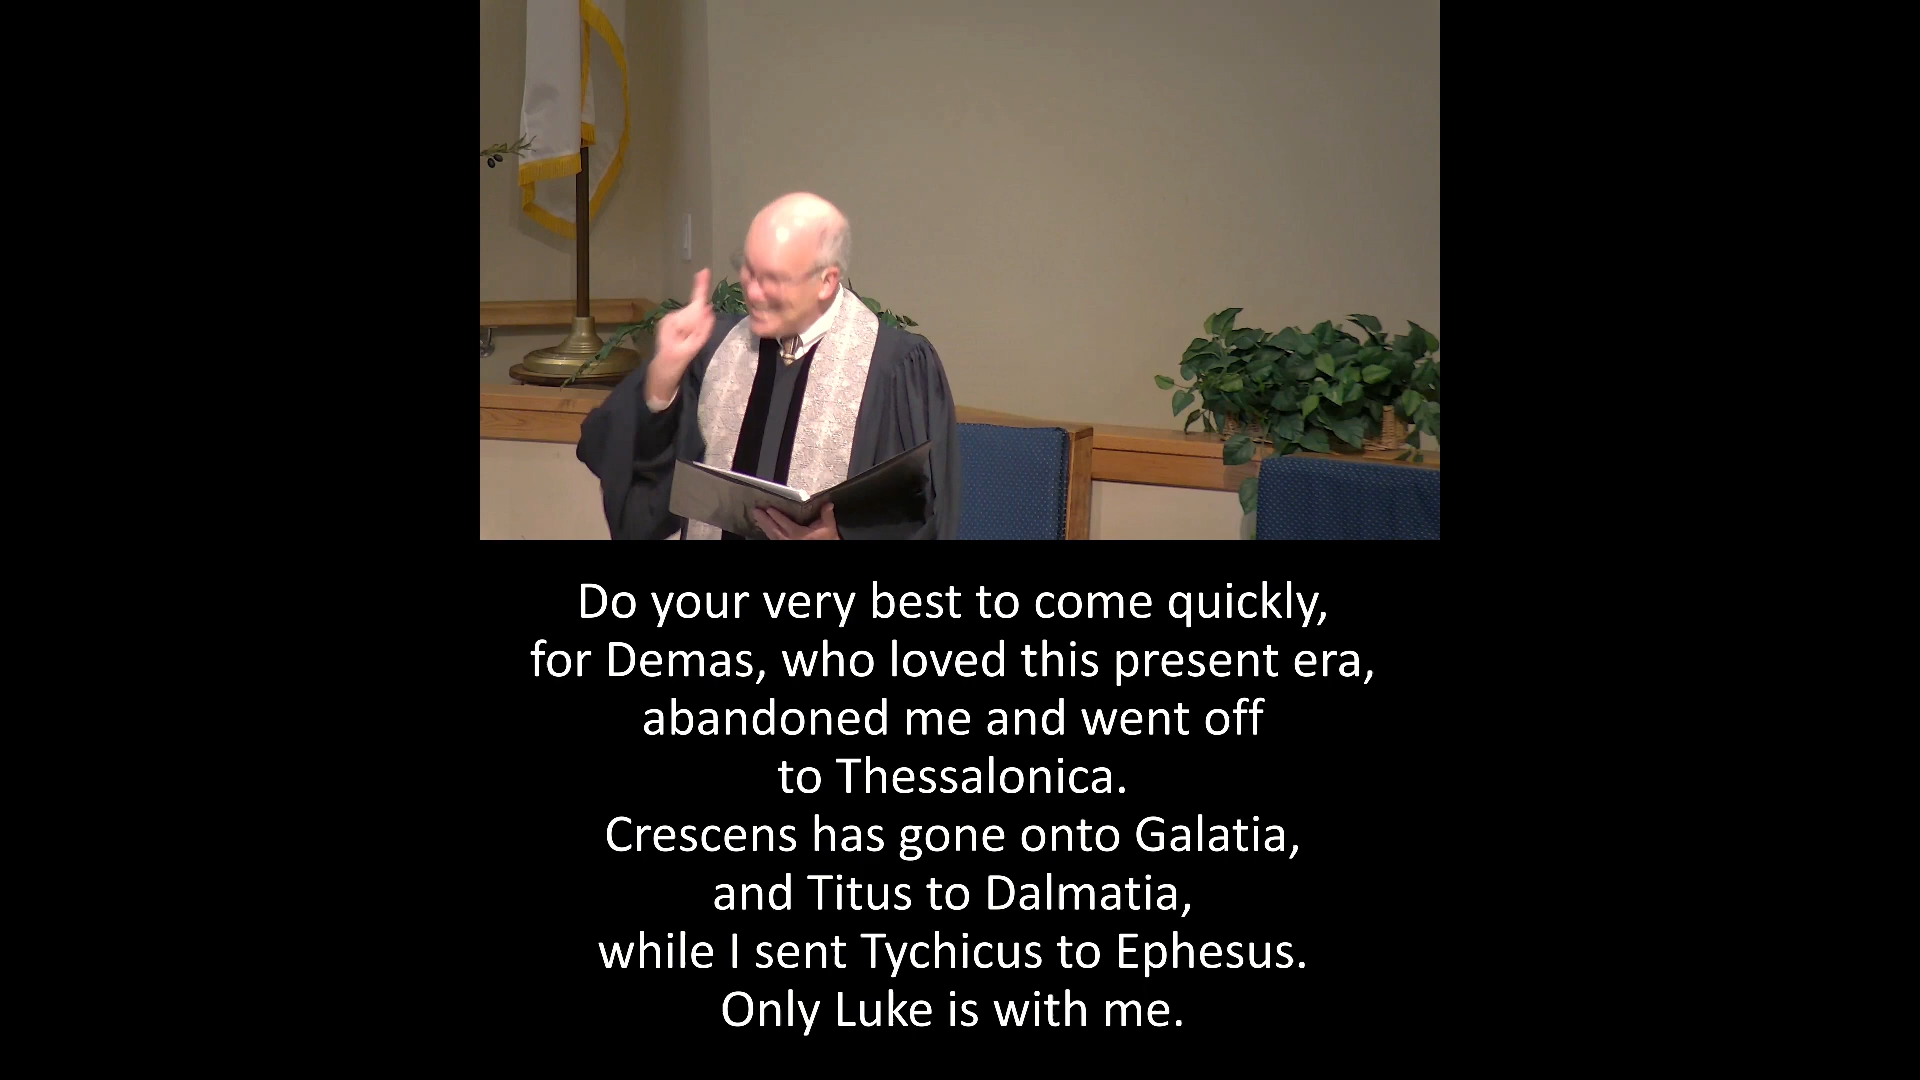 Do your very best to come quickly,
for Demas, who loved this present era,
abandoned me and went off
to Thessalonica.
Crescens has gone onto Galatia,
and Titus to Dalmatia,
while I sent Tychicus to Ephesus.
Only Luke is with me.